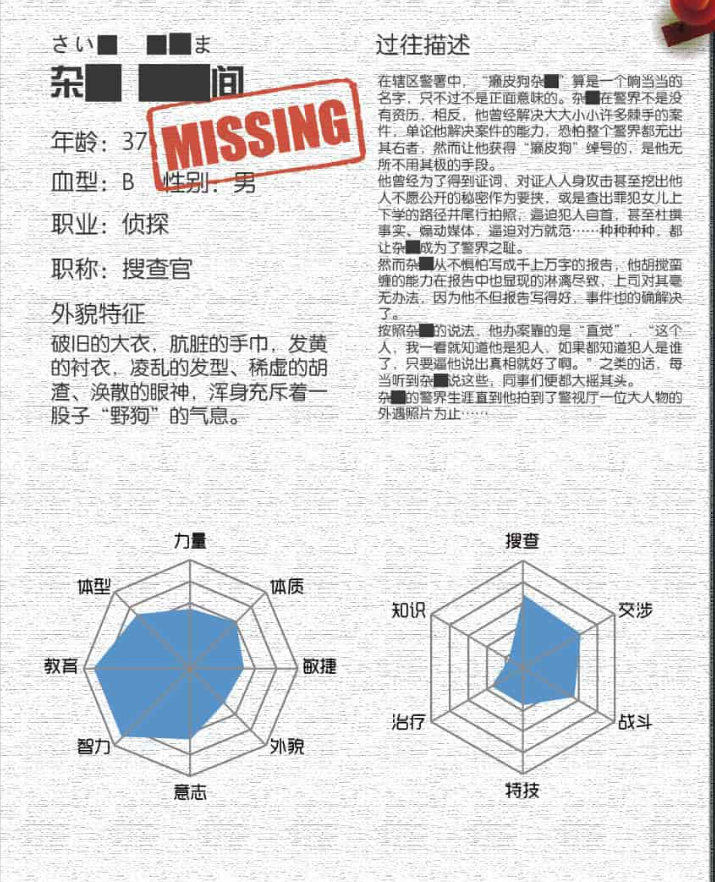 さい■ ■■ま
杂■ ■■间
MISSING
年龄：37
血型：B 性别：男
职业：侦探
职称：搜查官
外貌特征
破旧的大衣，肮脏的手巾，发黄
的衬衣，凌乱的发型、稀虚的胡
渣、涣散的眼神，浑身充斥着一
股子“野狗”的气息。
过往描述
在辖区警署中，“癞皮狗杂■”算是一个响当当的
名字，只不过不是正面意味的。杂■在警界不是没
有资历，相反，他曾经解决大大小小许多棘手的案
件，单论他解决案件的能力，恐怕整个警界都无出
其右者，然而让他获得“癞皮狗”绰号的，是他无
所不用其极的手段。
他曾经为了得到证词，对证人人身攻击甚至挖出他
人不愿公开的秘密作为要挟，或是查出罪犯女儿上
下学的路径并尾行拍照，逼迫犯人自首，甚至杜撰
事实、煽动媒体，逼迫对方就范……种种种种，都
让杂■成为了警界之耻。
然而杂■从不惧怕写成千上万字的报告，他胡搅蛮
缠的能力在报告中也显现的淋漓尽致，上司对其毫
无办法，因为他不但报告写得好，事件也的确解决
了。
按照杂■的说法，他办案靠的是“直觉”，“这个
人，我一看就知道他是犯人，如果都知道犯人是谁
了，只要逼他说出真相就好了啊。”之类的话，每
当听到杂■说这些，同事们便都大摇其头。
杂■的警界生涯直到他拍到了警视厅一位大人物的
外遇照片为止……
力量
体质
敏捷
外貌
意志
智力
教育
体型
搜查
交涉
战斗
特技
治疗
知识